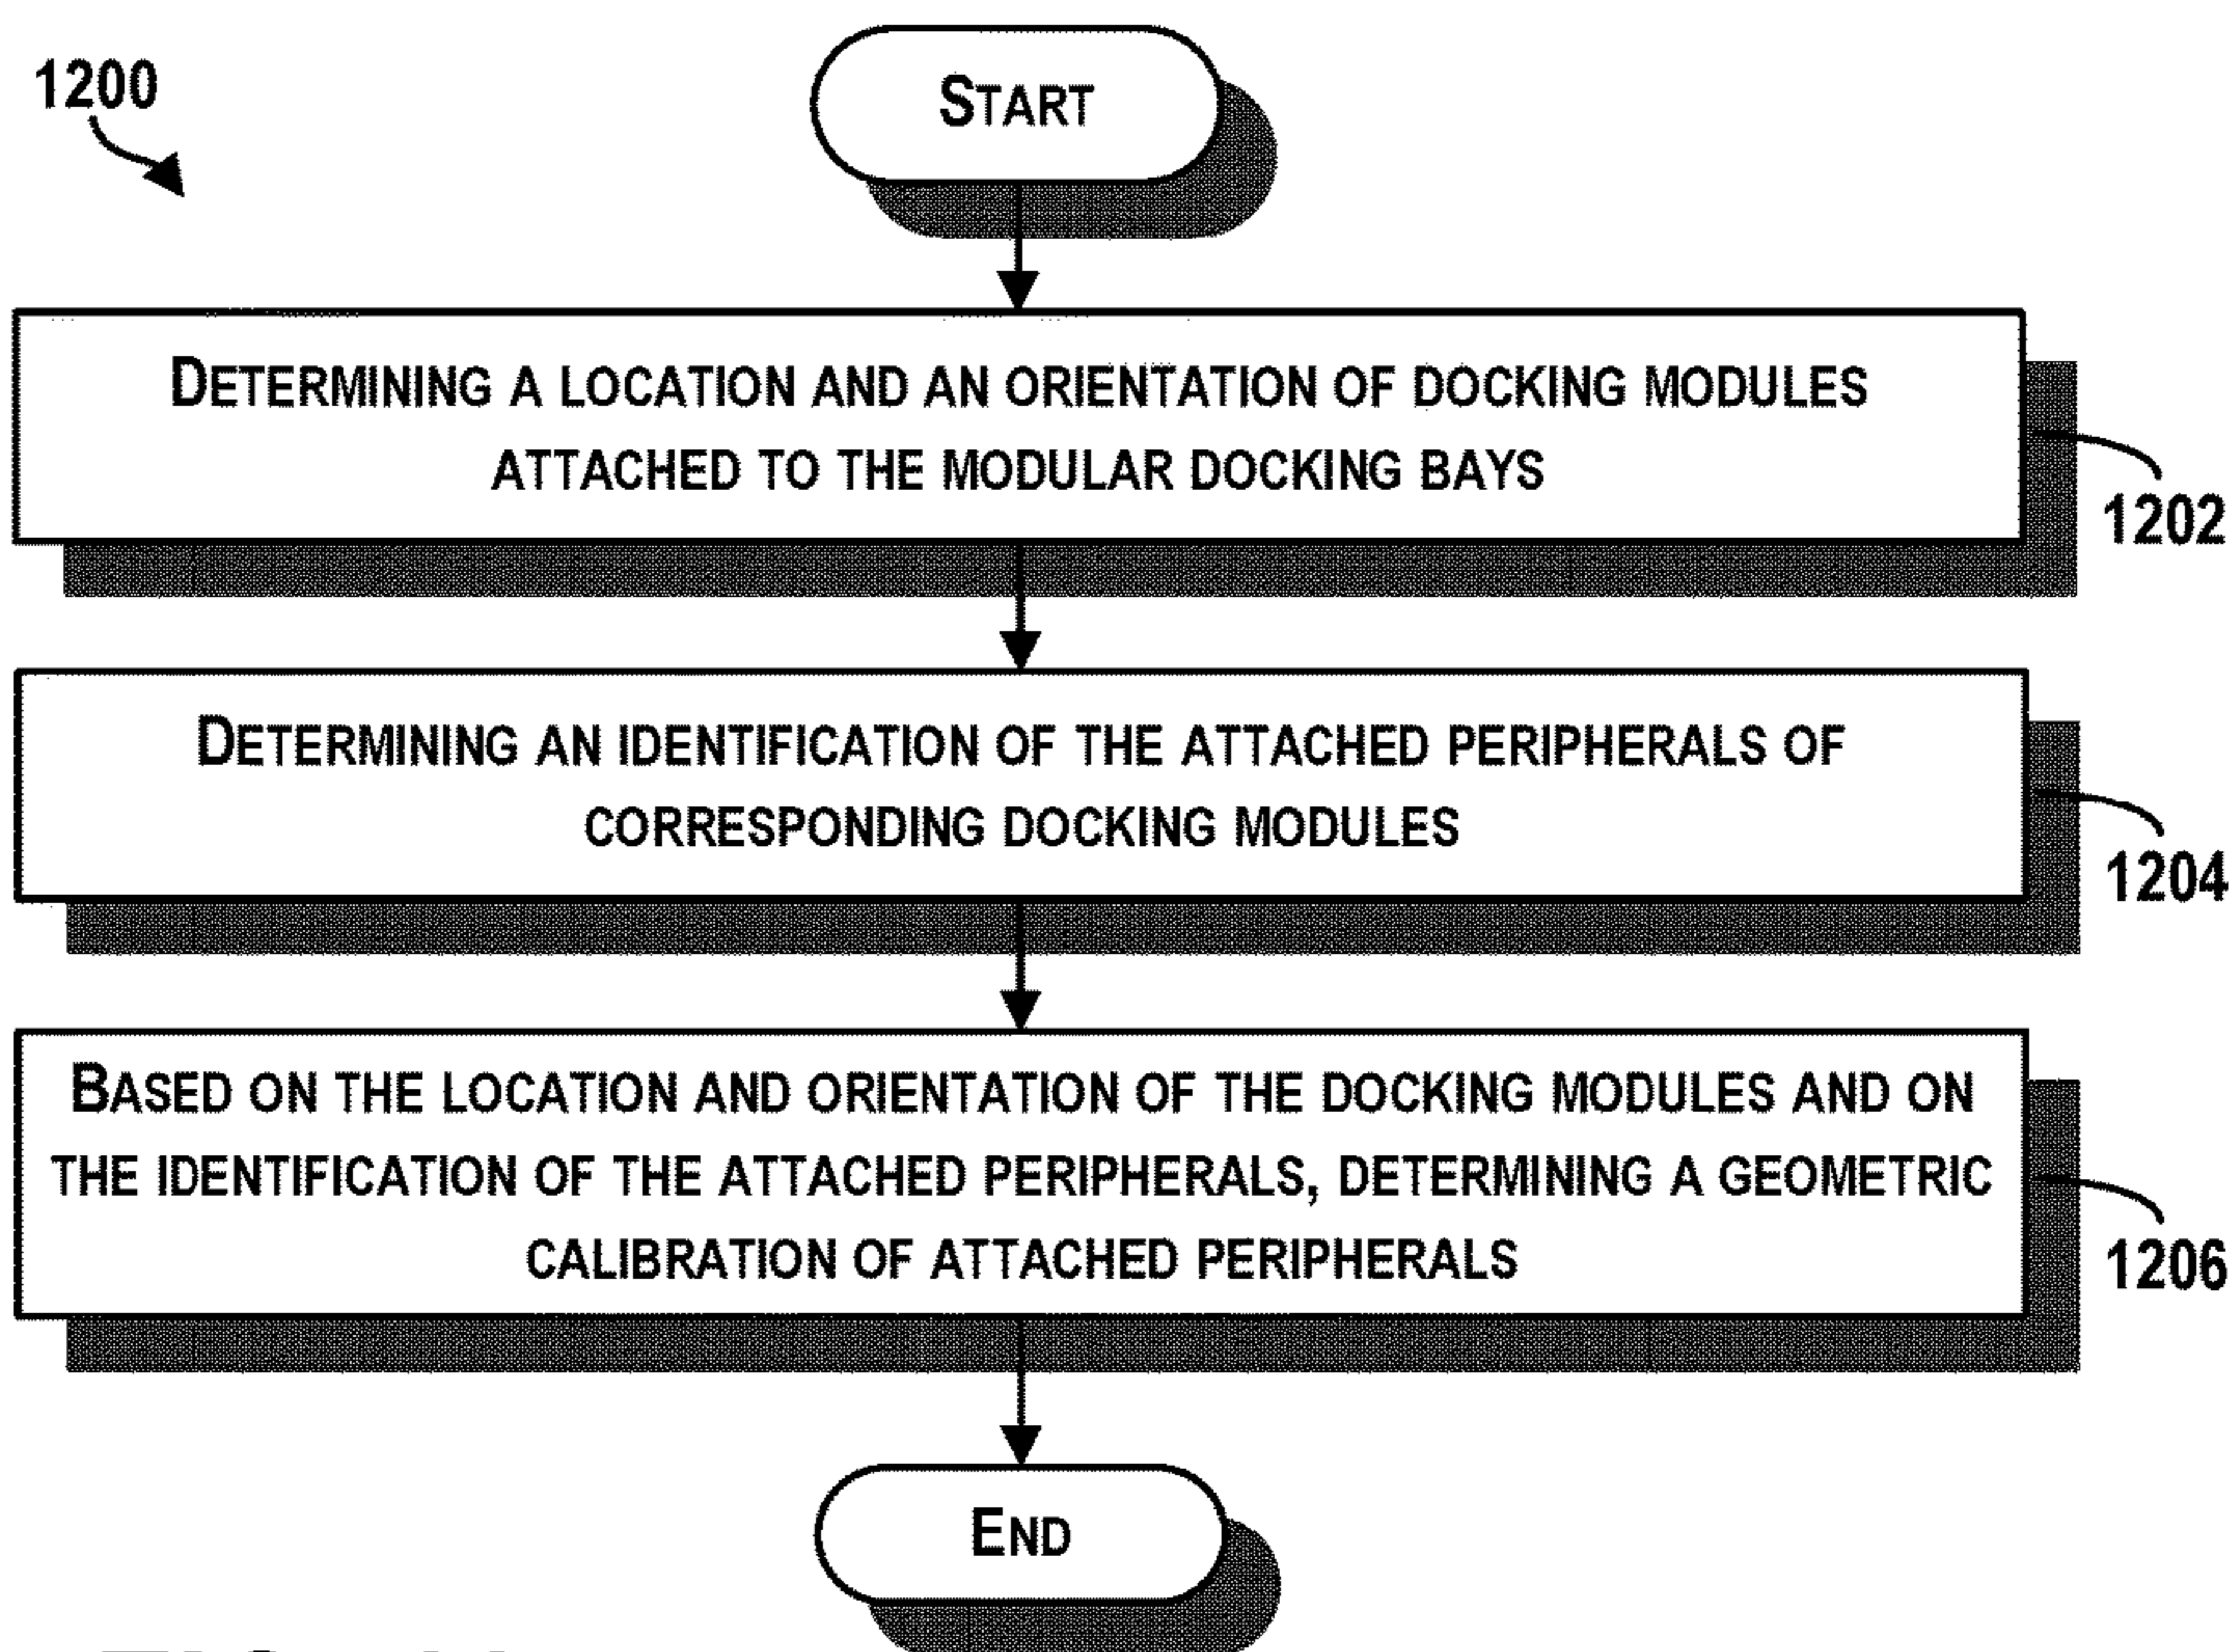 1200
START
DETERMINING A LOCATION AND AN ORIENTATION OF DOCKING MODULES
ATTACHED TO THE MODULAR DOCKING BAYS
1202
DETERMINING AN IDENTIFICATION OF THE ATTACHED PERIPHERALS OF
CORRESPONDING DOCKING MODULES
1204
BASED ON THE LOCATION AND ORIENTATION OF THE DOCKING MODULES AND ON
THE IDENTIFICATION OF THE ATTACHED PERIPHERALS, DETERMINING A GEOMETRIC
CALIBRATION OF ATTACHED PERIPHERALS
1206
END